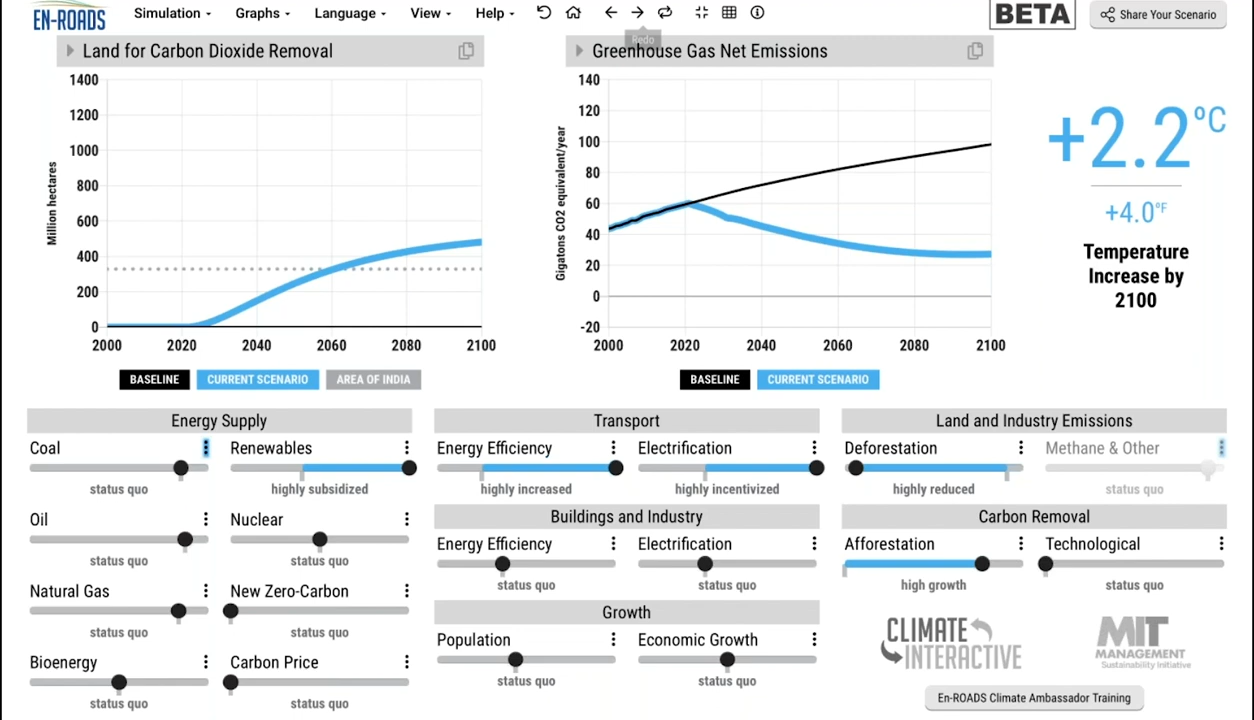 EN-ROADS
Simulation Graphs Language View Help
BETA
Share Your Scenario
Redo
Land for Carbon Dioxide Removal
1400
1200
1000
800
600
400
200
0
Million hectares
2000 2020 2040 2060 2080 2100
BASELINE CURRENT SCENARIO AREA OF INDIA
Greenhouse Gas Net Emissions
140
120
100
80
60
40
20
0
-20
Gigatons CO2 equivalent/year
2000 2020 2040 2060 2080 2100
BASELINE CURRENT SCENARIO
+2.2°C
+4.0°F
Temperature
Increase by
2100
Energy Supply
Coal
status quo
Renewables
highly subsidized
Oil
status quo
Nuclear
status quo
Natural Gas
status quo
New Zero-Carbon
status quo
Bioenergy
status quo
Carbon Price
status quo
Transport
Energy Efficiency
highly increased
Electrification
highly incentivized
Buildings and Industry
Energy Efficiency
status quo
Electrification
status quo
Growth
Population
status quo
Economic Growth
status quo
Land and Industry Emissions
Deforestation
highly reduced
Methane & Other
status quo
Carbon Removal
Afforestation
high growth
Technological
status quo
CLIMATE
INTERACTIVE
MIT
MANAGEMENT
Sustainability Initiative
En-ROADS Climate Ambassador Training